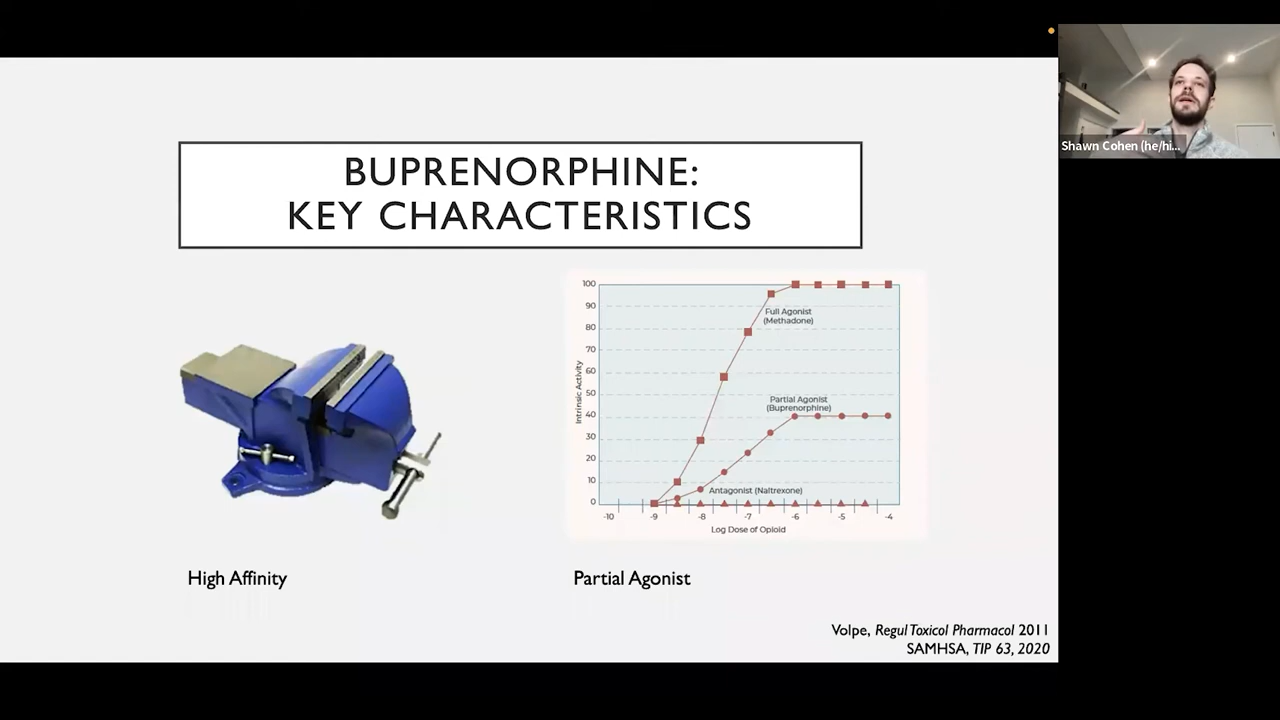 BUPRENORPHINE:
KEY CHARACTERISTICS
Shawn Cohen (he/hi...
100
90
80
70
60
50
40
30
20
10
0
Intrinsic Activity
Full Agonist
(Methadone)
Partial Agonist
(Buprenorphine)
Antagonist (Naltrexone)
-10 -9 -8 -7 -6 -5 -4
Log Dose of Opioid
High Affinity
Partial Agonist
Volpe, Regul Toxicol Pharmacol 2011
SAMHSA, TIP 63, 2020